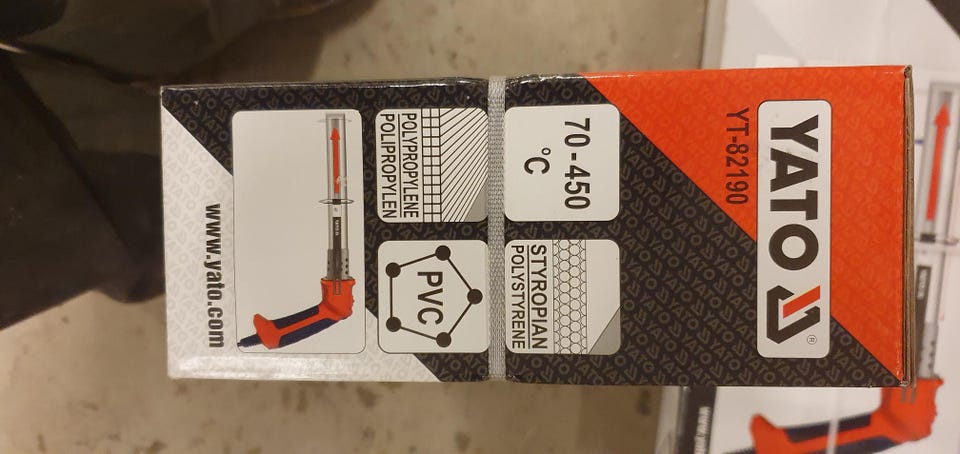 YATO
®
YT-82190
70 - 450
°C
STYROPIAN
POLYSTYRENE
POLYPROPYLENE
POLIPROPYLEN
PVC
www.yato.com